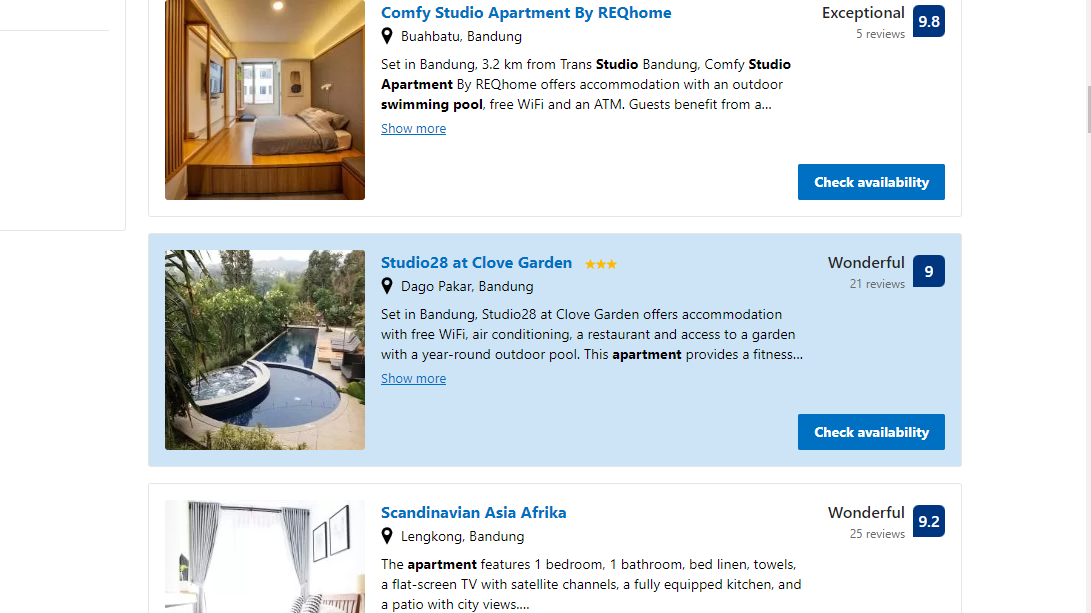 Comfy Studio Apartment By REQhome
Exceptional
5 reviews
9.8
Buahbatu, Bandung
Set in Bandung, 3.2 km from Trans Studio Bandung, Comfy Studio
Apartment By REQhome offers accommodation with an outdoor
swimming pool, free WiFi and an ATM. Guests benefit from a...
Show more
Check availability
Studio28 at Clove Garden
Wonderful
21 reviews
9
Dago Pakar, Bandung
Set in Bandung, Studio28 at Clove Garden offers accommodation
with free WiFi, air conditioning, a restaurant and access to a garden
with a year-round outdoor pool. This apartment provides a fitness...
Show more
Check availability
Scandinavian Asia Afrika
Wonderful
25 reviews
9.2
Lengkong, Bandung
The apartment features 1 bedroom, 1 bathroom, bed linen, towels,
a flat-screen TV with satellite channels, a fully equipped kitchen, and
a patio with city views....